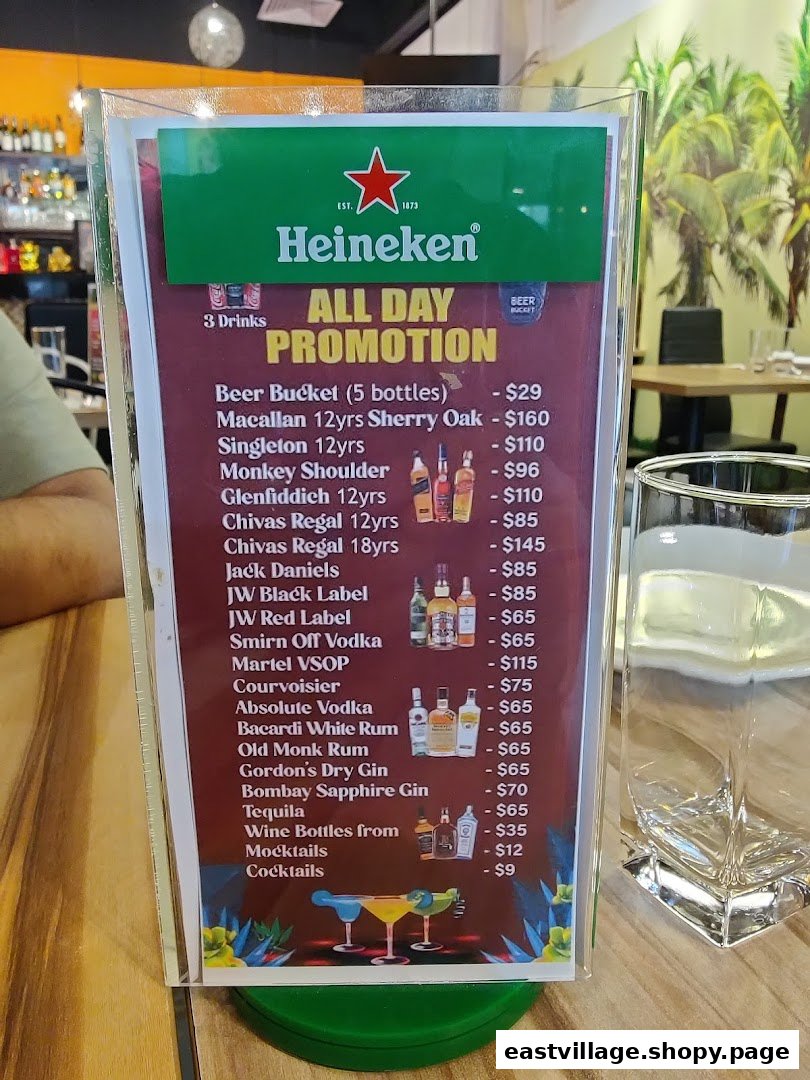 EST. 1873
Heineken®
3 Drinks
BEER
BUCKET
ALL DAY
PROMOTION
Beer Bucket (5 bottles) - $29
Macallan 12yrs Sherry Oak - $160
Singleton 12yrs - $110
Monkey Shoulder - $96
Glenfiddich 12yrs - $110
Chivas Regal 12yrs - $85
Chivas Regal 18yrs - $145
Jack Daniels - $85
JW Black Label - $85
JW Red Label - $65
Smirn Off Vodka - $65
Martel VSOP - $115
Courvoisier - $75
Absolute Vodka - $65
Bacardi White Rum - $65
Old Monk Rum - $65
Gordon's Dry Gin - $65
Bombay Sapphire Gin - $70
Tequila - $65
Wine Bottles from - $35
Mocktails - $12
Cocktails - $9
eastvillage.shopy.page